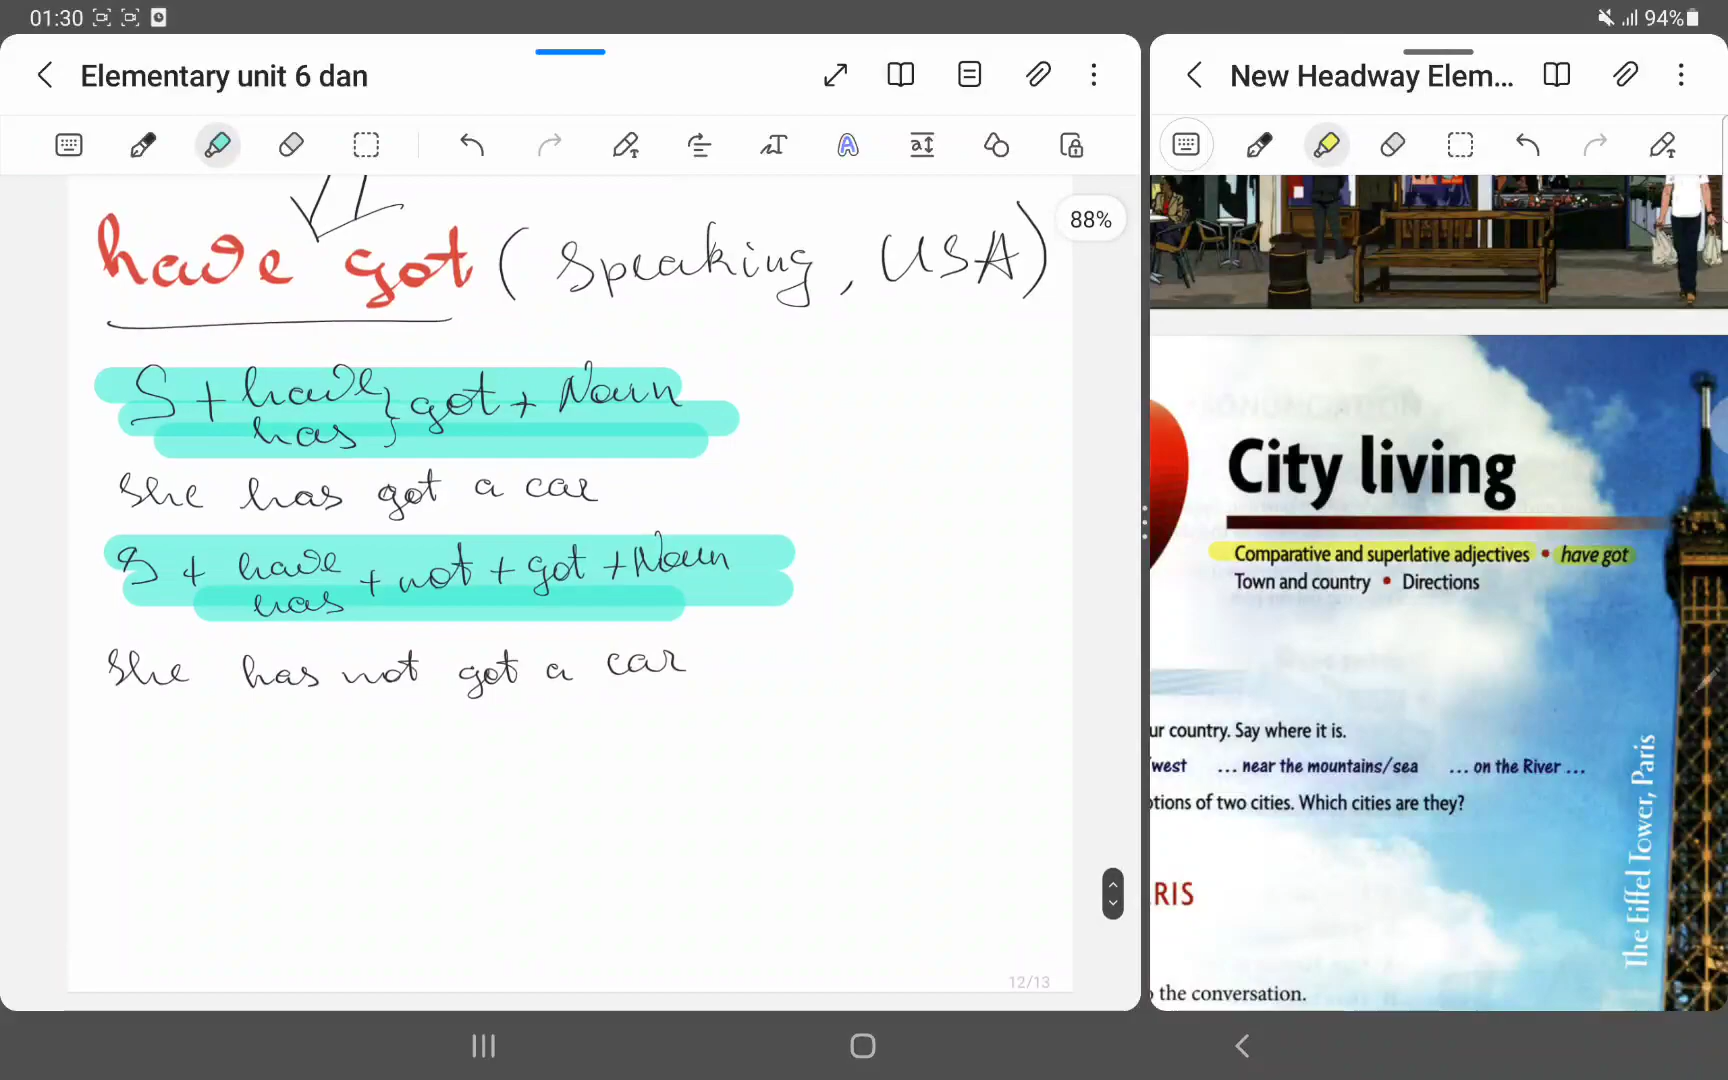 01:30
94%
Elementary unit 6 dan
88%
have got ( Speaking, USA)
S + have } got + Noun
has
She has got a car
S + have + not + got + Noun
has
She has not got a car
12/13
New Headway Elem...
City living
Comparative and superlative adjectives • have got
Town and country • Directions
ur country. Say where it is.
west ... near the mountains/sea ... on the River ...
otions of two cities. Which cities are they?
RIS
The Eiffel Tower, Paris
o the conversation.